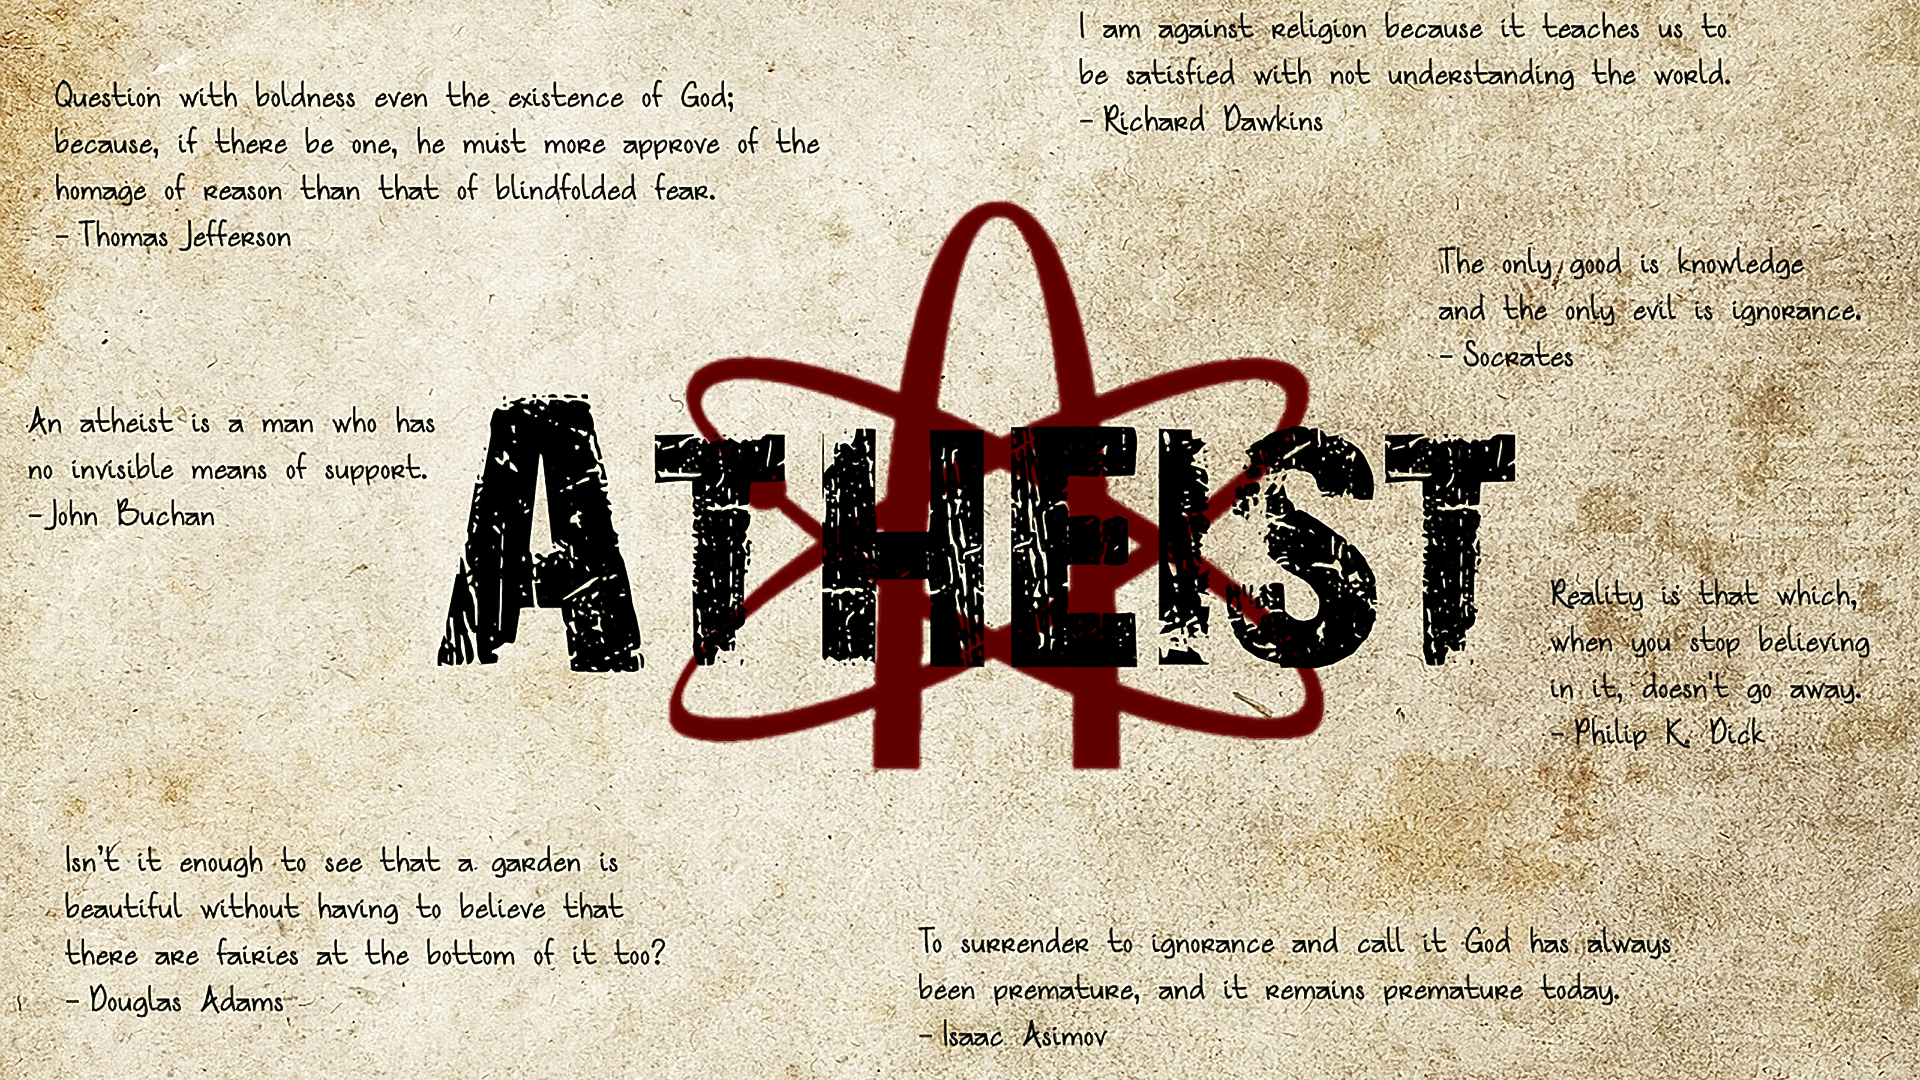 I am against religion because it teaches us to
be satisfied with not understanding the world.
- Richard Dawkins
Question with boldness even the existence of God;
because, if there be one, he must more approve of the
homage of reason than that of blindfolded fear.
- Thomas Jefferson
The only good is knowledge
and the only evil is ignorance.
- Socrates
An atheist is a man who has
no invisible means of support.
-John Buchan
ATHEIST
Reality is that which,
when you stop believing
in it, doesn't go away.
- Philip K. Dick
Isn't it enough to see that a garden is
beautiful without having to believe that
there are fairies at the bottom of it too?
- Douglas Adams
To surrender to ignorance and call it God has always
been premature, and it remains premature today.
- Isaac Asimov